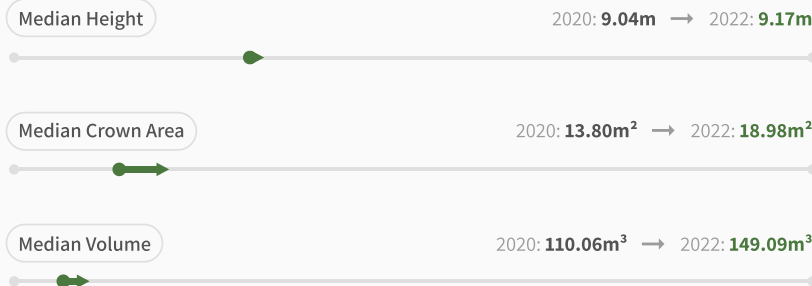 Median Height 2020: 9.04m → 2022: 9.17m
Median Crown Area 2020: 13.80m² → 2022: 18.98m²
Median Volume 2020: 110.06m³ → 2022: 149.09m³